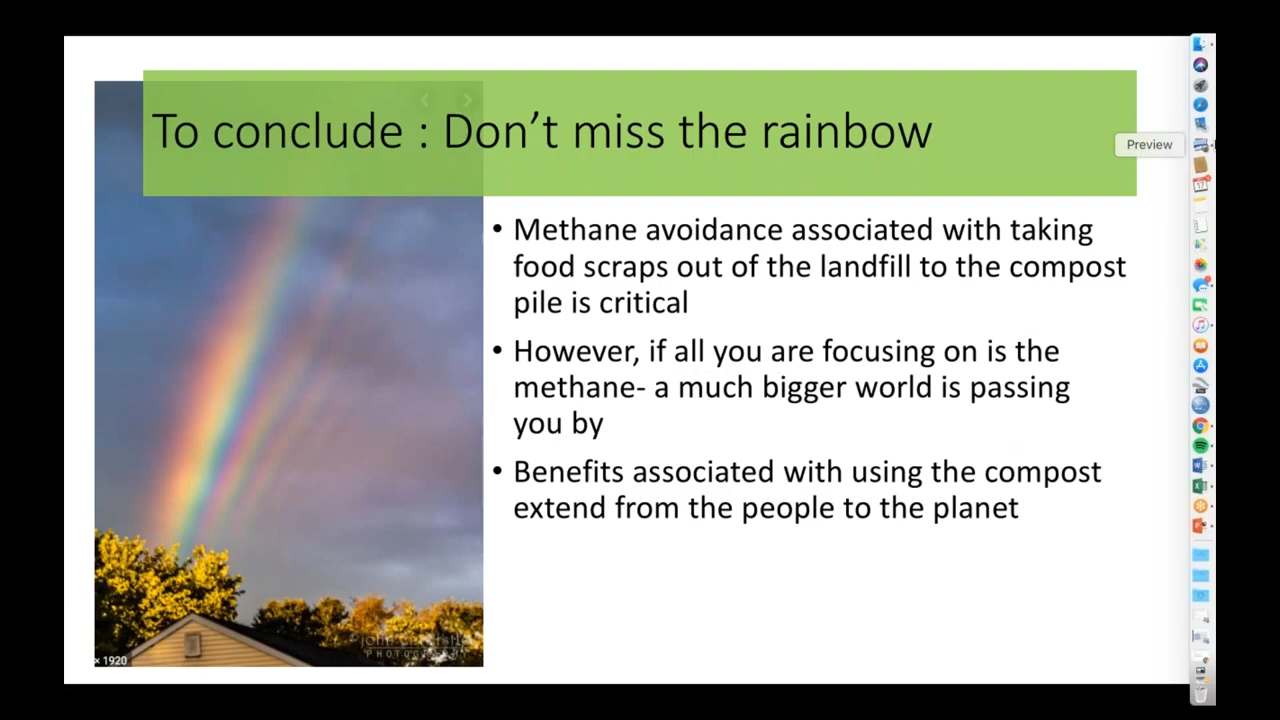 To conclude : Don’t miss the rainbow
Preview
• Methane avoidance associated with taking
food scraps out of the landfill to the compost
pile is critical
• However, if all you are focusing on is the
methane- a much bigger world is passing
you by
• Benefits associated with using the compost
extend from the people to the planet
17
PHOTOGRAPHY
× 1920